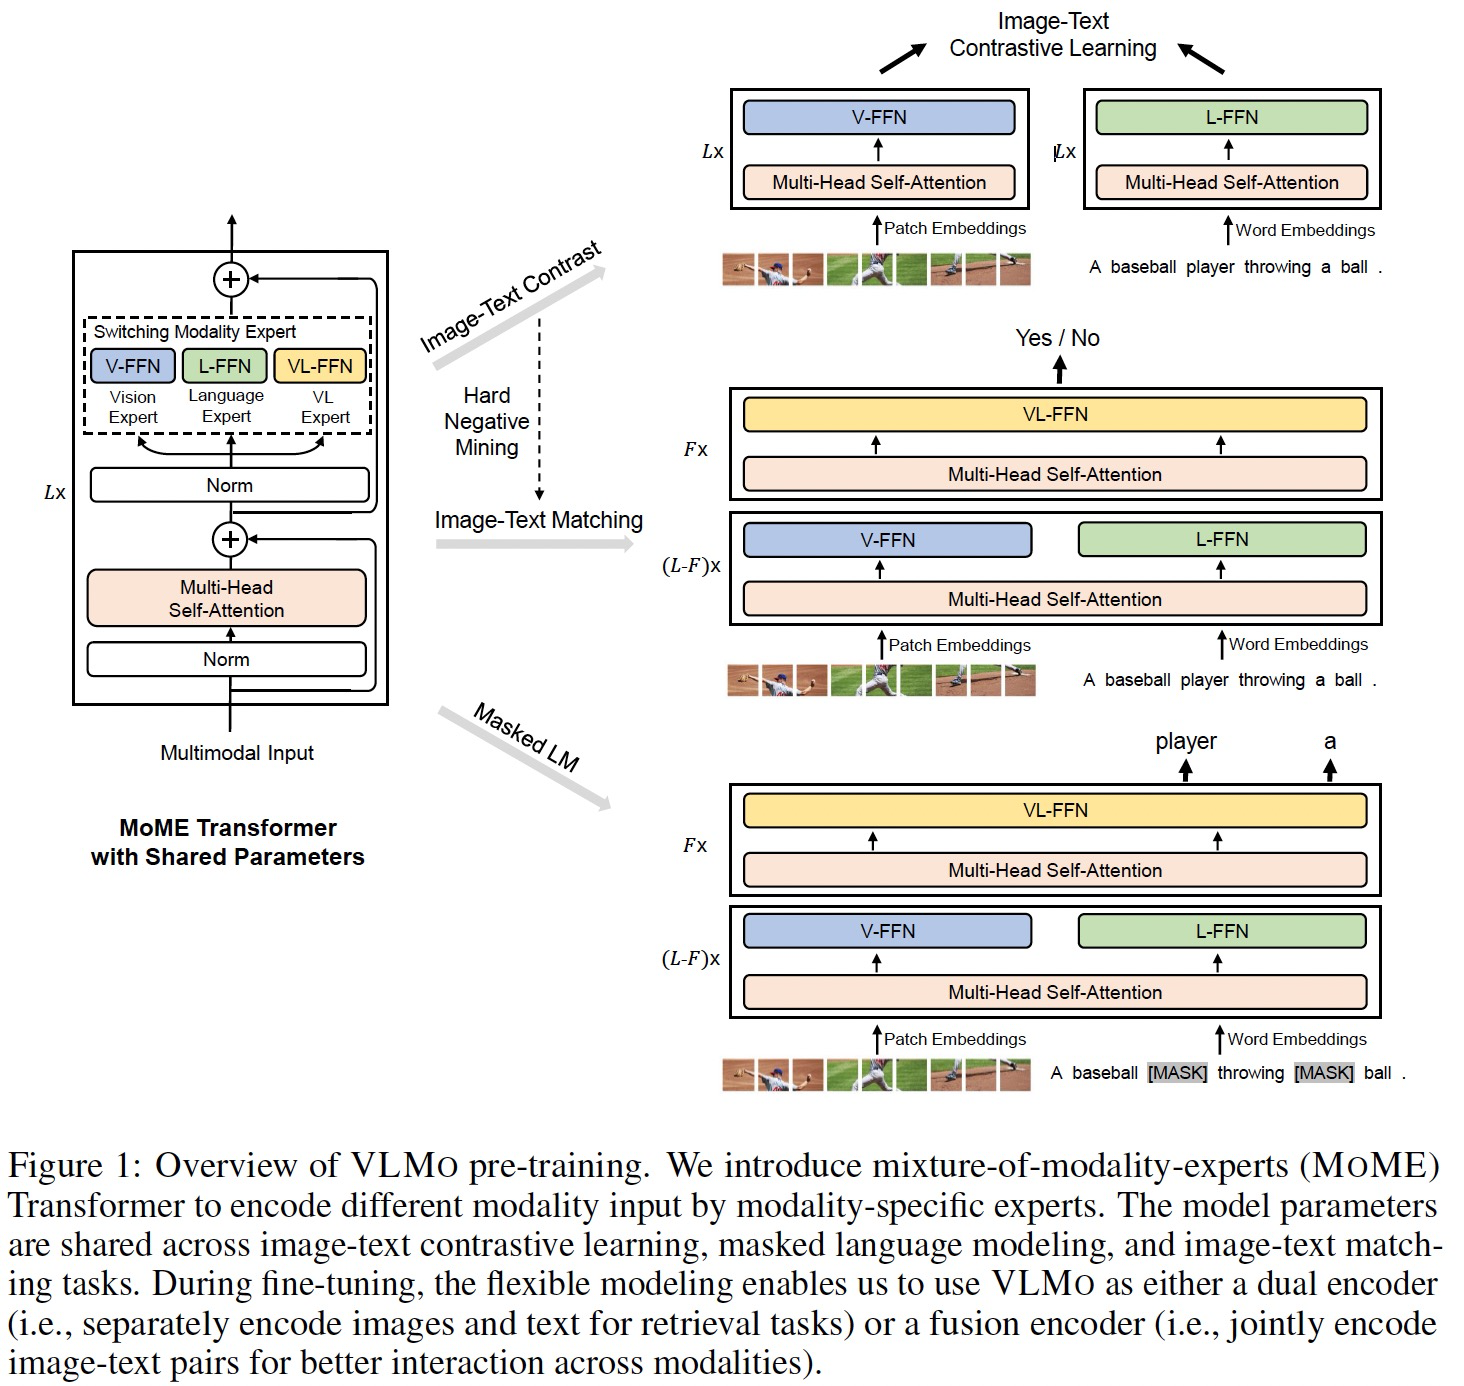 Image-Text
Contrastive Learning
V-FFN
L-FFN
Lx
Multi-Head Self-Attention
Lx
Multi-Head Self-Attention
Patch Embeddings
Word Embeddings
A baseball player throwing a ball .
Switching Modality Expert
V-FFN
L-FFN
VL-FFN
Vision
Expert
Language
Expert
VL
Expert
Norm
Lx
Multi-Head
Self-Attention
Norm
Multimodal Input
MoME Transformer
with Shared Parameters
Image-Text Contrast
Hard
Negative
Mining
Image-Text Matching
Masked LM
Yes / No
VL-FFN
Fx
Multi-Head Self-Attention
V-FFN
L-FFN
(L-F)x
Multi-Head Self-Attention
Patch Embeddings
Word Embeddings
A baseball player throwing a ball .
player
a
VL-FFN
Fx
Multi-Head Self-Attention
V-FFN
L-FFN
(L-F)x
Multi-Head Self-Attention
Patch Embeddings
Word Embeddings
A baseball [MASK] throwing [MASK] ball .
Figure 1: Overview of VLMO pre-training. We introduce mixture-of-modality-experts (MOME)
Transformer to encode different modality input by modality-specific experts. The model parameters
are shared across image-text contrastive learning, masked language modeling, and image-text match-
ing tasks. During fine-tuning, the flexible modeling enables us to use VLMO as either a dual encoder
(i.e., separately encode images and text for retrieval tasks) or a fusion encoder (i.e., jointly encode
image-text pairs for better interaction across modalities).